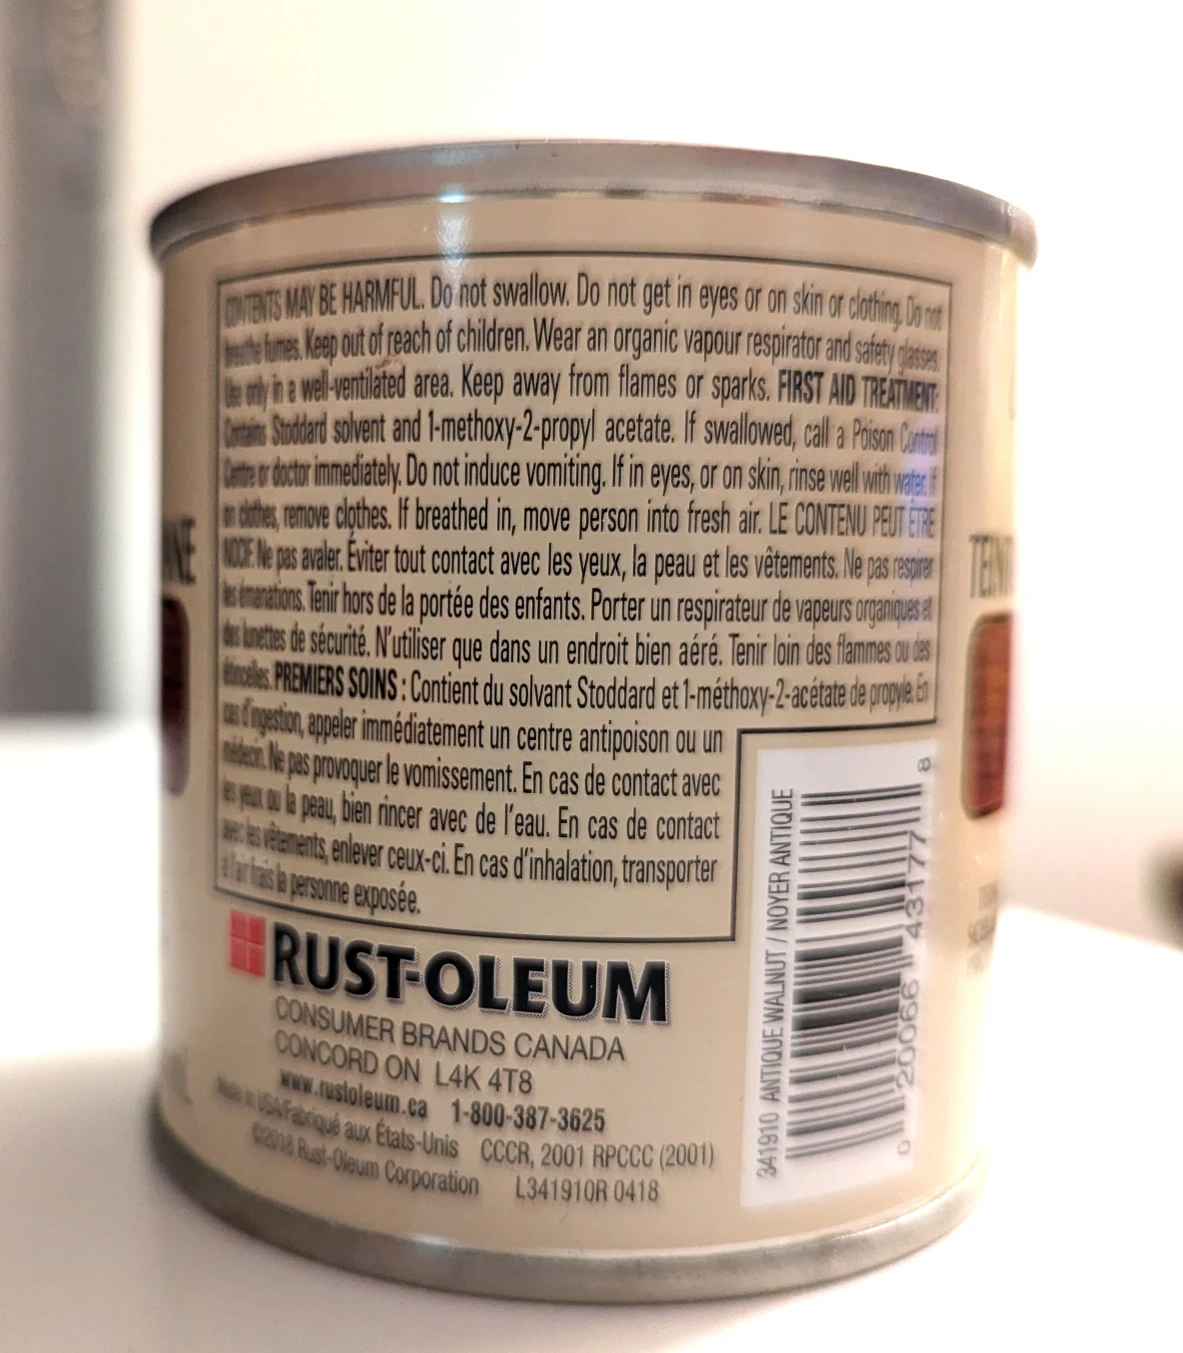 CONTENTS MAY BE HARMFUL. Do not swallow. Do not get in eyes or on skin or clothing. Do not
breathe fumes. Keep out of reach of children. Wear an organic vapour respirator and safety glasses.
Use only in a well-ventilated area. Keep away from flames or sparks. FIRST AID TREATMENT:
Contains Stoddard solvent and 1-methoxy-2-propyl acetate. If swallowed, call a Poison Control
Centre or doctor immediately. Do not induce vomiting. If in eyes, or on skin, rinse well with water. If
on clothes, remove clothes. If breathed in, move person into fresh air. LE CONTENU PEUT ÊTRE
NOCIF. Ne pas avaler. Éviter tout contact avec les yeux, la peau et les vêtements. Ne pas respirer
les émanations. Tenir hors de la portée des enfants. Porter un respirateur de vapeurs organiques et
des lunettes de sécurité. N'utiliser que dans un endroit bien aéré. Tenir loin des flammes ou des
étincelles. PREMIERS SOINS : Contient du solvant Stoddard et 1-méthoxy-2-acétate de propyle. En
cas d'ingestion, appeler immédiatement un centre antipoison ou un
médecin. Ne pas provoquer le vomissement. En cas de contact avec
les yeux ou la peau, bien rincer avec de l'eau. En cas de contact
avec les vêtements, enlever ceux-ci. En cas d'inhalation, transporter
à l'air frais la personne exposée.
RUST-OLEUM
CONSUMER BRANDS CANADA
CONCORD ON L4K 4T8
www.rustoleum.ca 1-800-387-3625
Made in USA/Fabriqué aux États-Unis CCCR, 2001 RPCCC (2001)
©2018 Rust-Oleum Corporation L341910R 0418
341910 ANTIQUE WALNUT / NOYER ANTIQUE
0 20066 43177 8